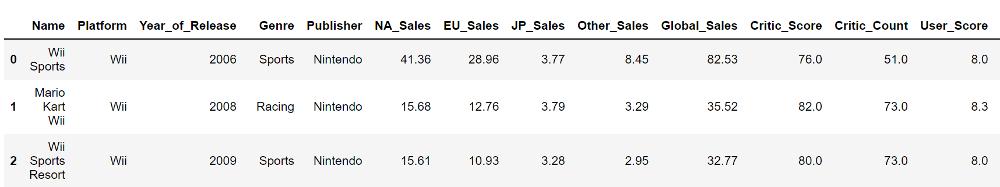 Name Platform Year_of_Release Genre Publisher NA_Sales EU_Sales JP_Sales Other_Sales Global_Sales Critic_Score Critic_Count User_Score
0 Wii Sports Wii 2006 Sports Nintendo 41.36 28.96 3.77 8.45 82.53 76.0 51.0 8.0
1 Mario Kart Wii Wii 2008 Racing Nintendo 15.68 12.76 3.79 3.29 35.52 82.0 73.0 8.3
2 Wii Sports Resort Wii 2009 Sports Nintendo 15.61 10.93 3.28 2.95 32.77 80.0 73.0 8.0